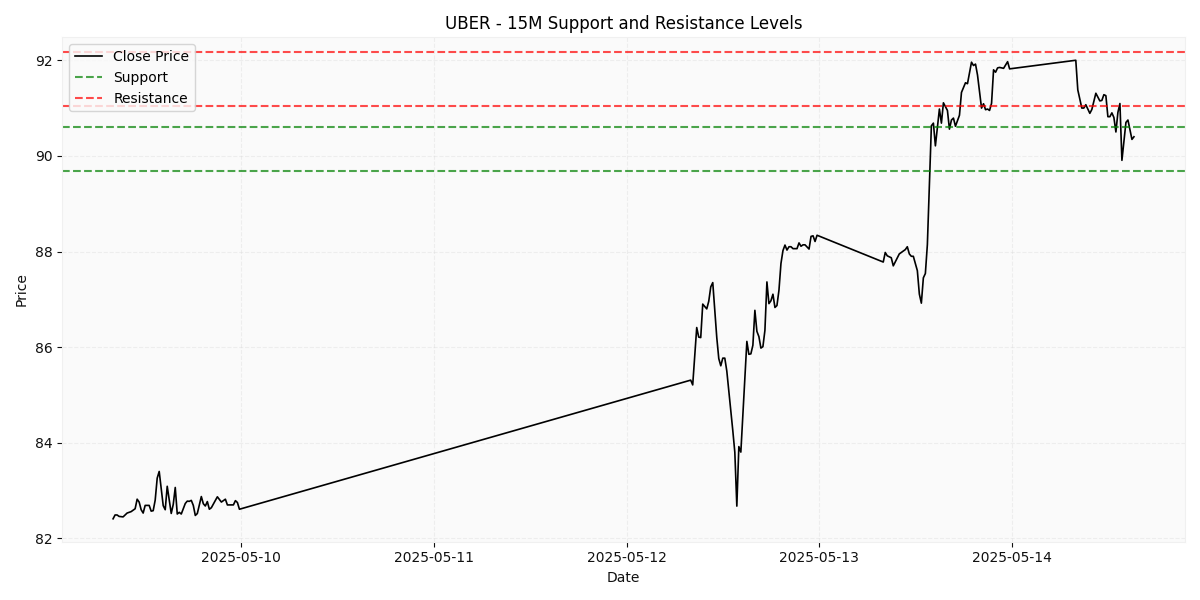 UBER - 15M Support and Resistance Levels
Close Price
Support
Resistance
92
90
88
86
84
82
Price
2025-05-10
2025-05-11
2025-05-12
2025-05-13
2025-05-14
Date